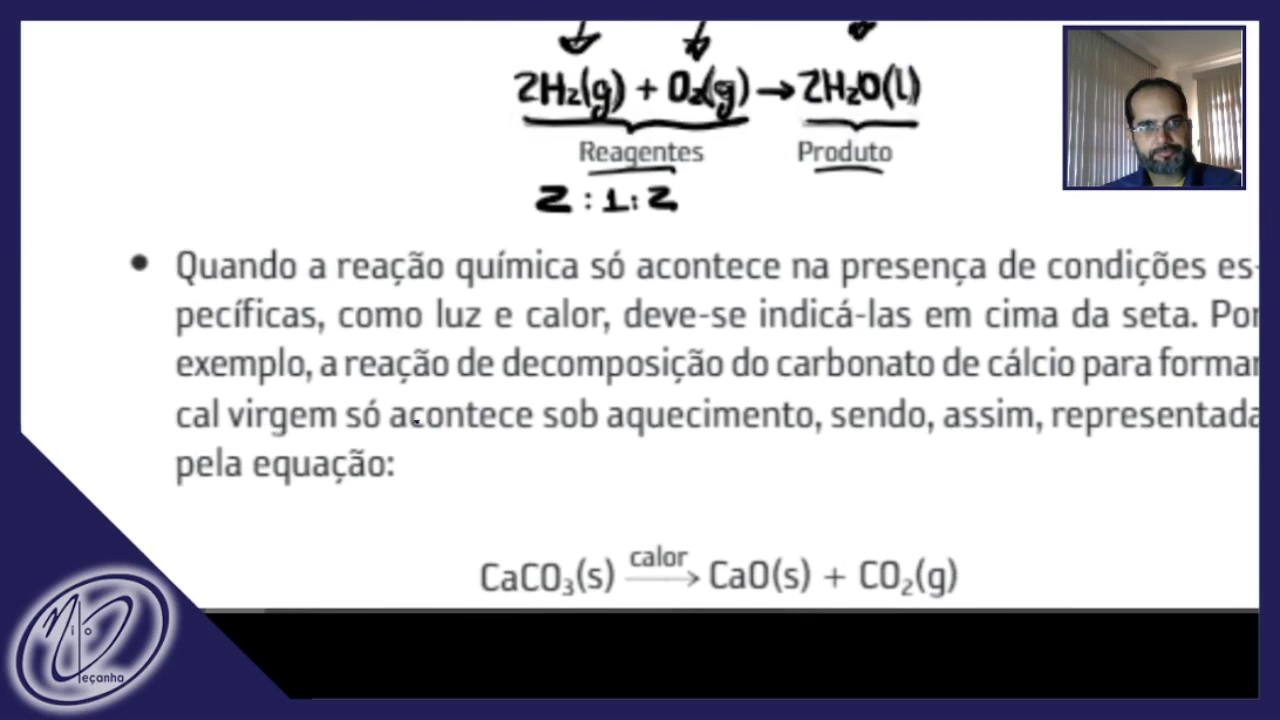 2H₂(g) + O₂(g) → 2H₂O(l)
Reagentes Produto
2 : 1 : 2
• Quando a reação química só acontece na presença de condições es-
pecíficas, como luz e calor, deve-se indicá-las em cima da seta. Por
exemplo, a reação de decomposição do carbonato de cálcio para formar
cal virgem só acontece sob aquecimento, sendo, assim, representada
pela equação:
calor
CaCO₃(s) → CaO(s) + CO₂(g)
eçanha